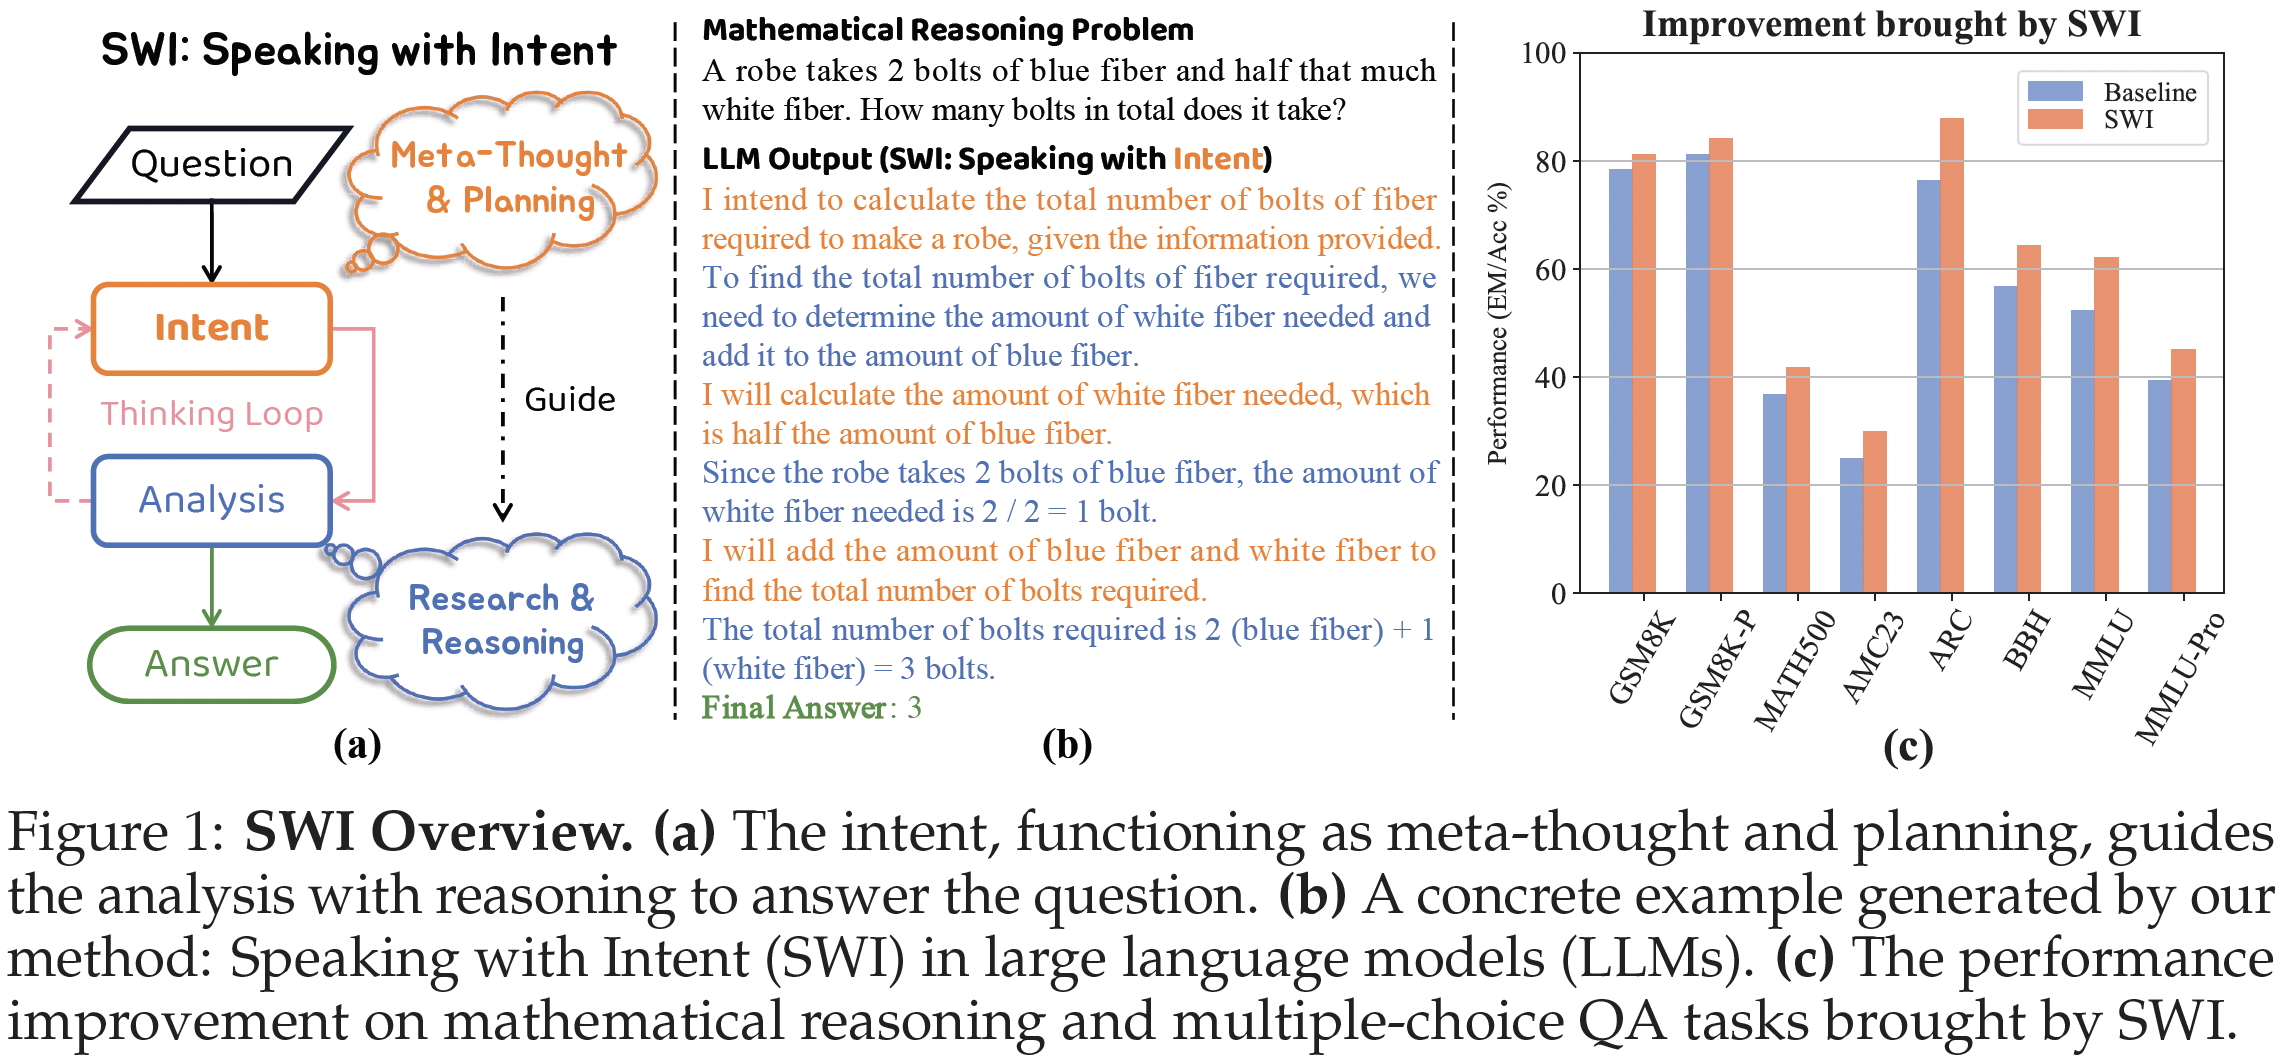 SWI: Speaking with Intent
Question
Meta-Thought
& Planning
Intent
Thinking Loop
Guide
Analysis
Research &
Reasoning
Answer
(a)
Mathematical Reasoning Problem
A robe takes 2 bolts of blue fiber and half that much
white fiber. How many bolts in total does it take?
LLM Output (SWI: Speaking with Intent)
I intend to calculate the total number of bolts of fiber
required to make a robe, given the information provided.
To find the total number of bolts of fiber required, we
need to determine the amount of white fiber needed and
add it to the amount of blue fiber.
I will calculate the amount of white fiber needed, which
is half the amount of blue fiber.
Since the robe takes 2 bolts of blue fiber, the amount of
white fiber needed is 2 / 2 = 1 bolt.
I will add the amount of blue fiber and white fiber to
find the total number of bolts required.
The total number of bolts required is 2 (blue fiber) + 1
(white fiber) = 3 bolts.
Final Answer: 3
(b)
Improvement brought by SWI
Performance (EM/Acc %)
100
80
60
40
20
0
Baseline
SWI
GSM8K
GSM8K-P
MATH500
AMC23
ARC
BBH
MMLU
MMLU-Pro
(c)
Figure 1: SWI Overview. (a) The intent, functioning as meta-thought and planning, guides
the analysis with reasoning to answer the question. (b) A concrete example generated by our
method: Speaking with Intent (SWI) in large language models (LLMs). (c) The performance
improvement on mathematical reasoning and multiple-choice QA tasks brought by SWI.